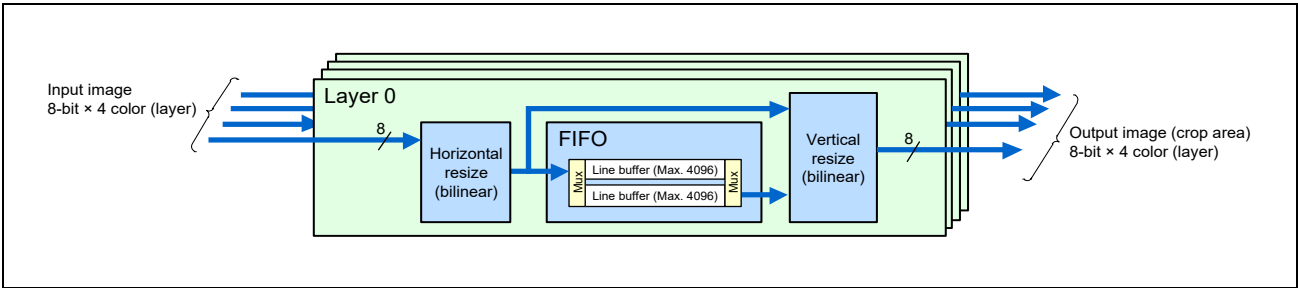 Input image
8-bit × 4 color (layer)
Layer 0
8
Horizontal
resize
(bilinear)
FIFO
Mux
Line buffer (Max. 4096)
Line buffer (Max. 4096)
Mux
Vertical
resize
(bilinear)
8
Output image (crop area)
8-bit × 4 color (layer)